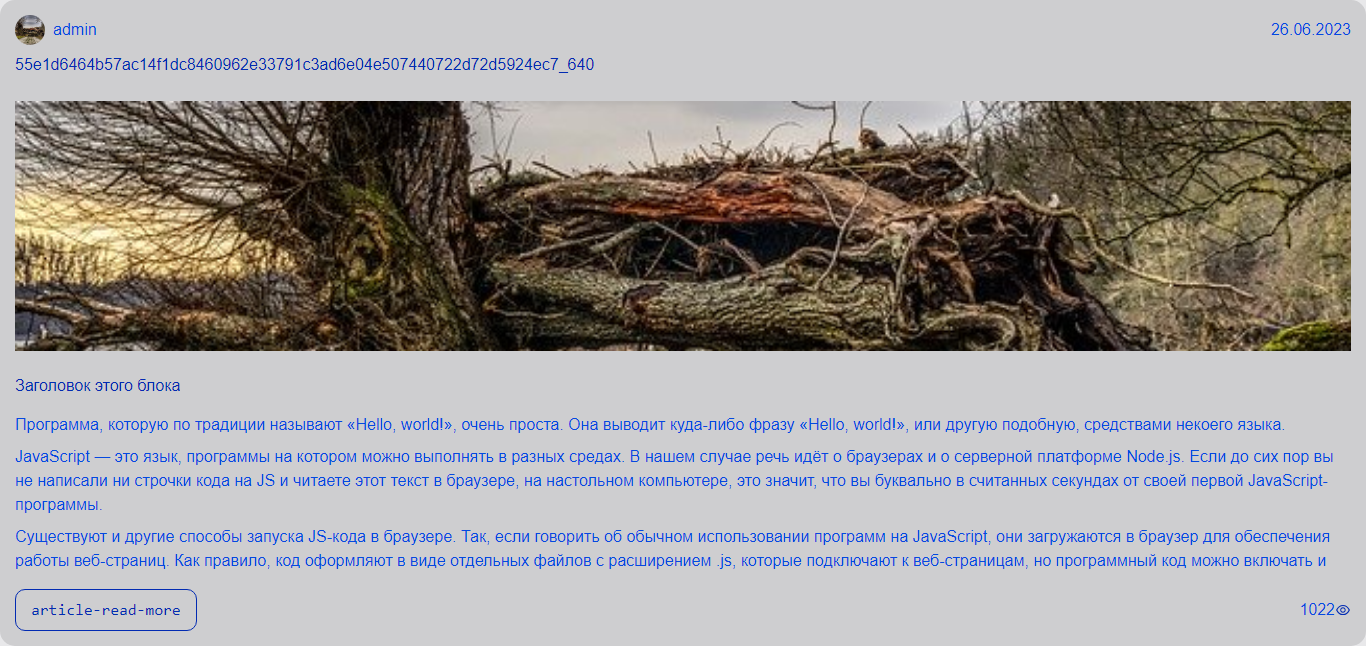 admin
26.06.2023
55e1d6464b57ac14f1dc8460962e33791c3ad6e04e507440722d72d5924ec7_640
Заголовок этого блока
Программа, которую по традиции называют «Hello, world!», очень проста. Она выводит куда-либо фразу «Hello, world!», или другую подобную, средствами некоего языка.
JavaScript — это язык, программы на котором можно выполнять в разных средах. В нашем случае речь идёт о браузерах и о серверной платформе Node.js. Если до сих пор вы
не написали ни строчки кода на JS и читаете этот текст в браузере, на настольном компьютере, это значит, что вы буквально в считанных секундах от своей первой JavaScript-
программы.
Существуют и другие способы запуска JS-кода в браузере. Так, если говорить об обычном использовании программ на JavaScript, они загружаются в браузер для обеспечения
работы веб-страниц. Как правило, код оформляют в виде отдельных файлов с расширением .js, которые подключают к веб-страницам, но программный код можно включать и
article-read-more
1022